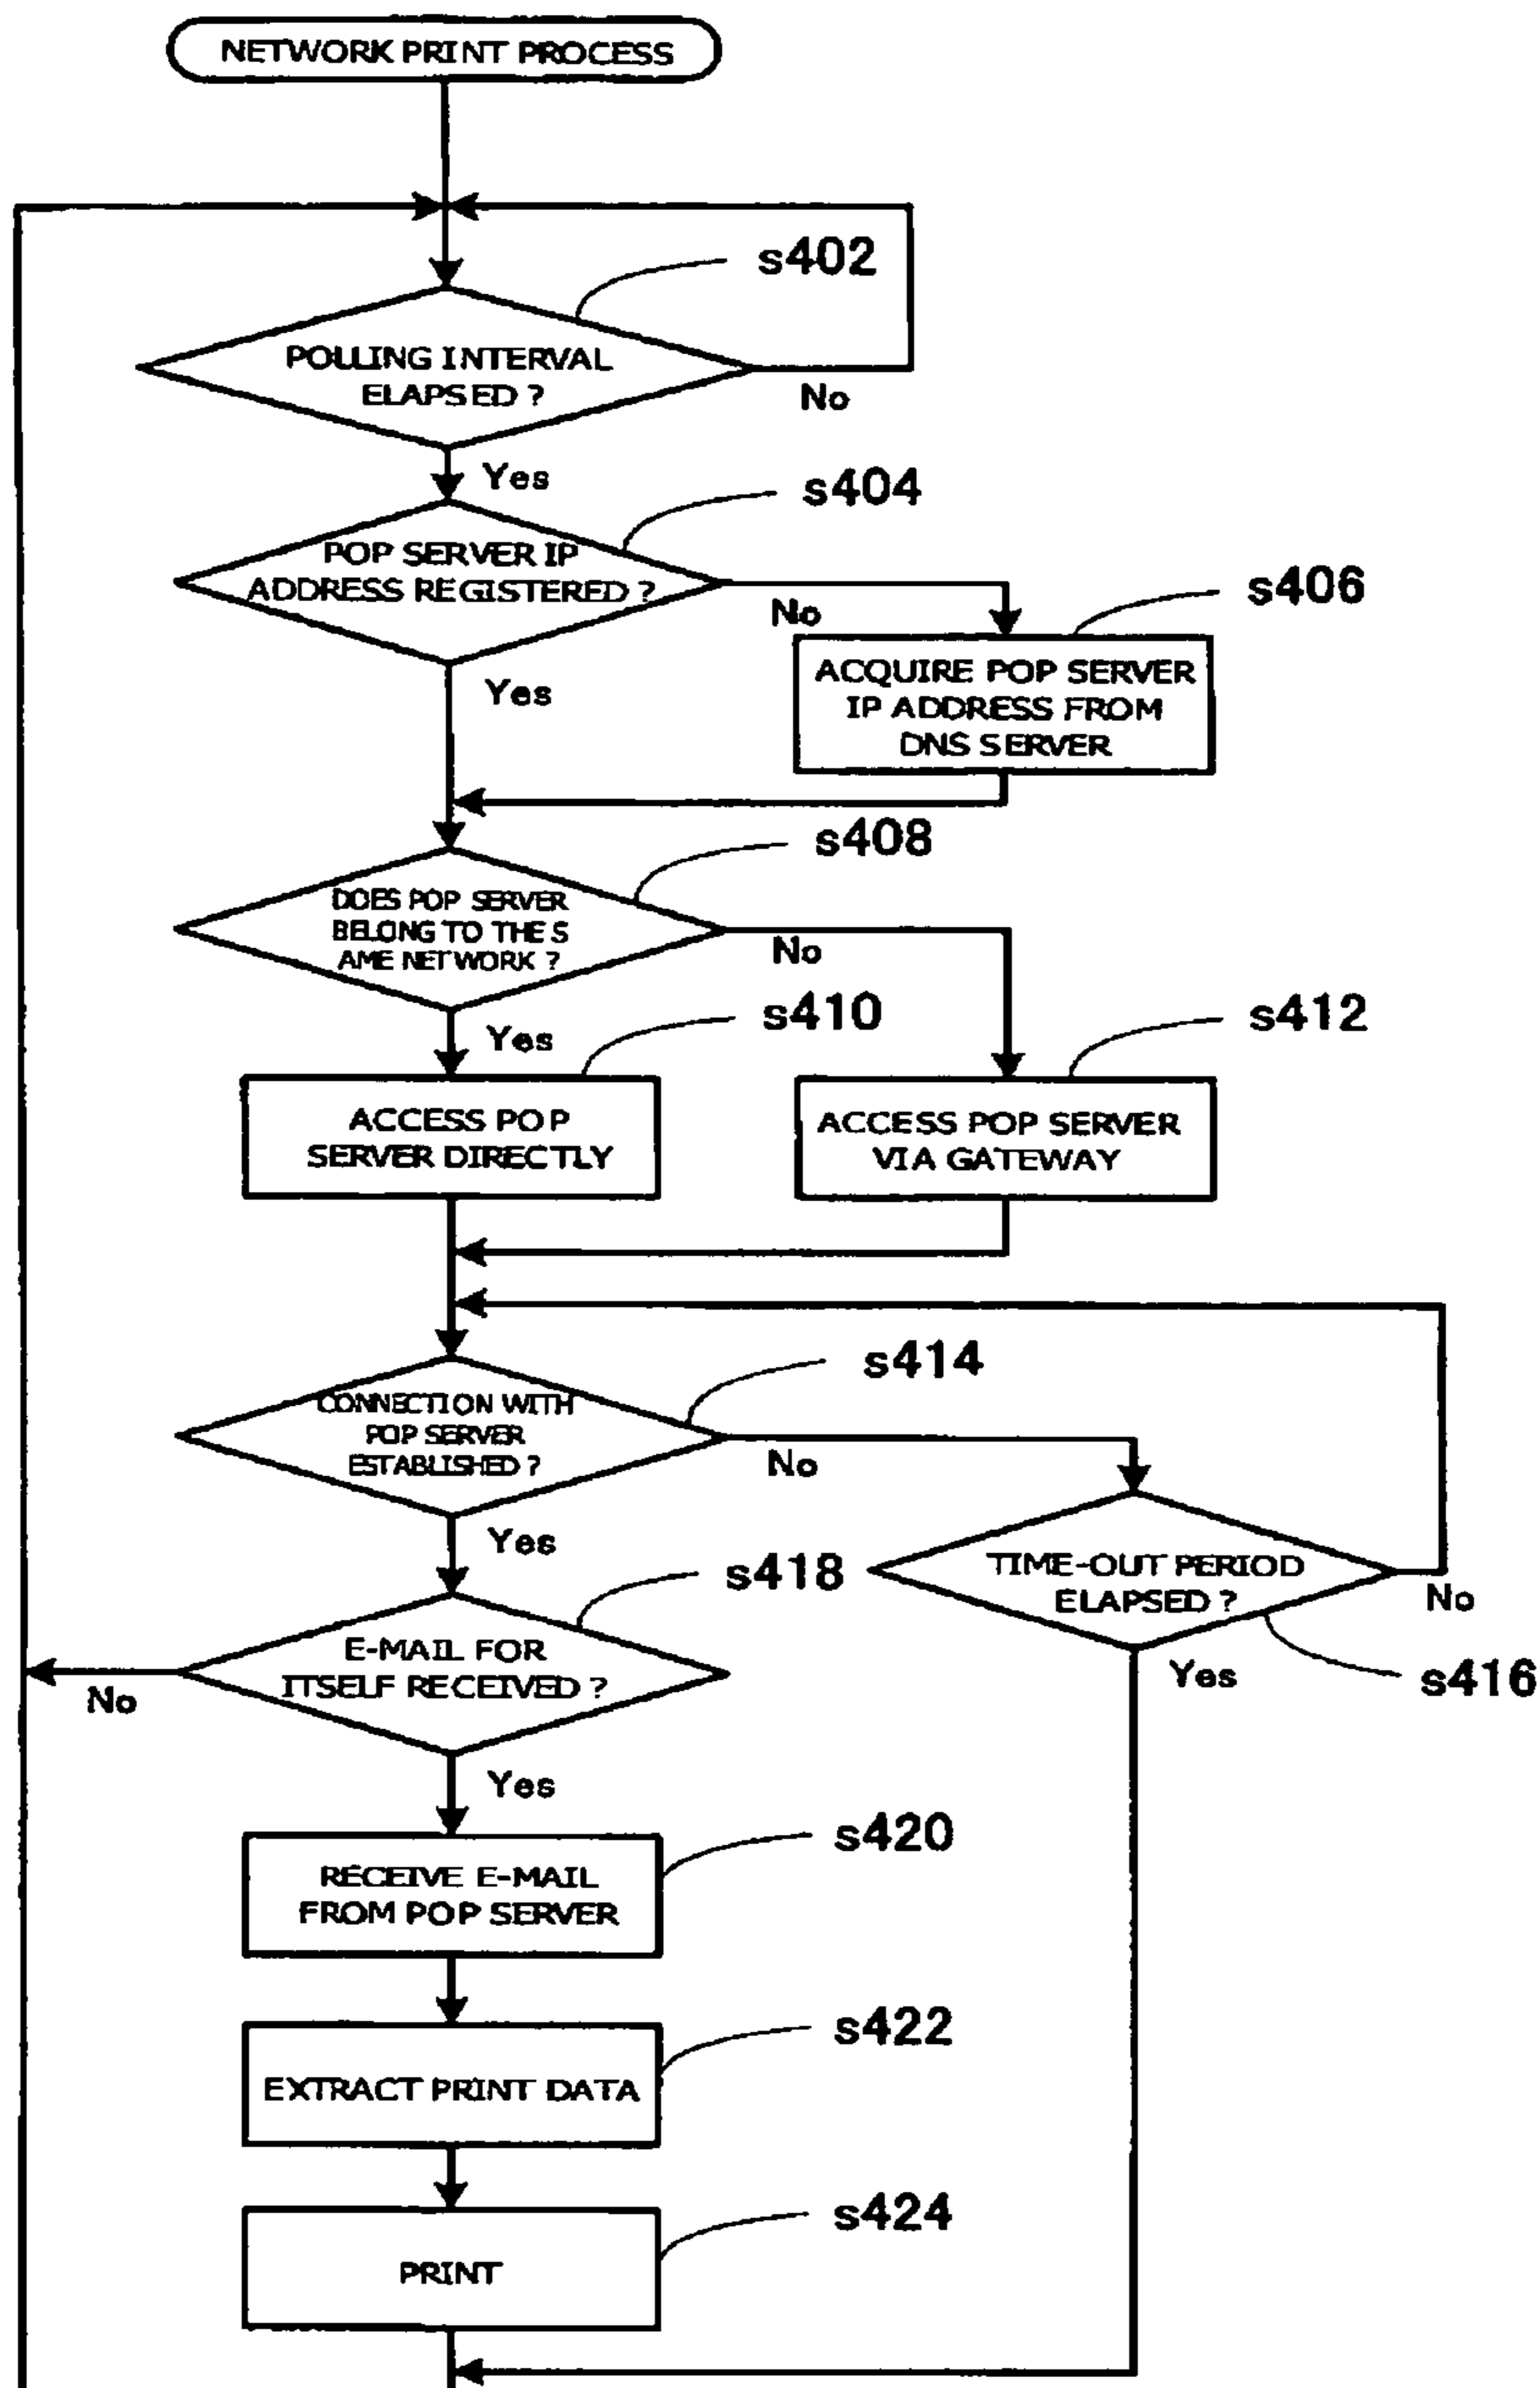 NETWORK PRINT PROCESS
s402
POLLING INTERVAL
ELAPSED ?
No
Yes
s404
POP SERVER IP
ADDRESS REGISTERED ?
No
s406
Yes
ACQUIRE POP SERVER
IP ADDRESS FROM
DNS SERVER
s408
DOES POP SERVER
BELONG TO THE S
AME NETWORK ?
No
s410
s412
Yes
ACCESS POP
SERVER DIRECTLY
ACCESS POP SERVER
VIA GATEWAY
s414
CONNECTION WITH
POP SERVER
ESTABLISHED ?
No
Yes
s418
TIME-OUT PERIOD
ELAPSED ?
No
E-MAIL FOR
ITSELF RECEIVED ?
No
Yes
s416
Yes
s420
RECEIVE E-MAIL
FROM POP SERVER
s422
EXTRACT PRINT DATA
s424
PRINT